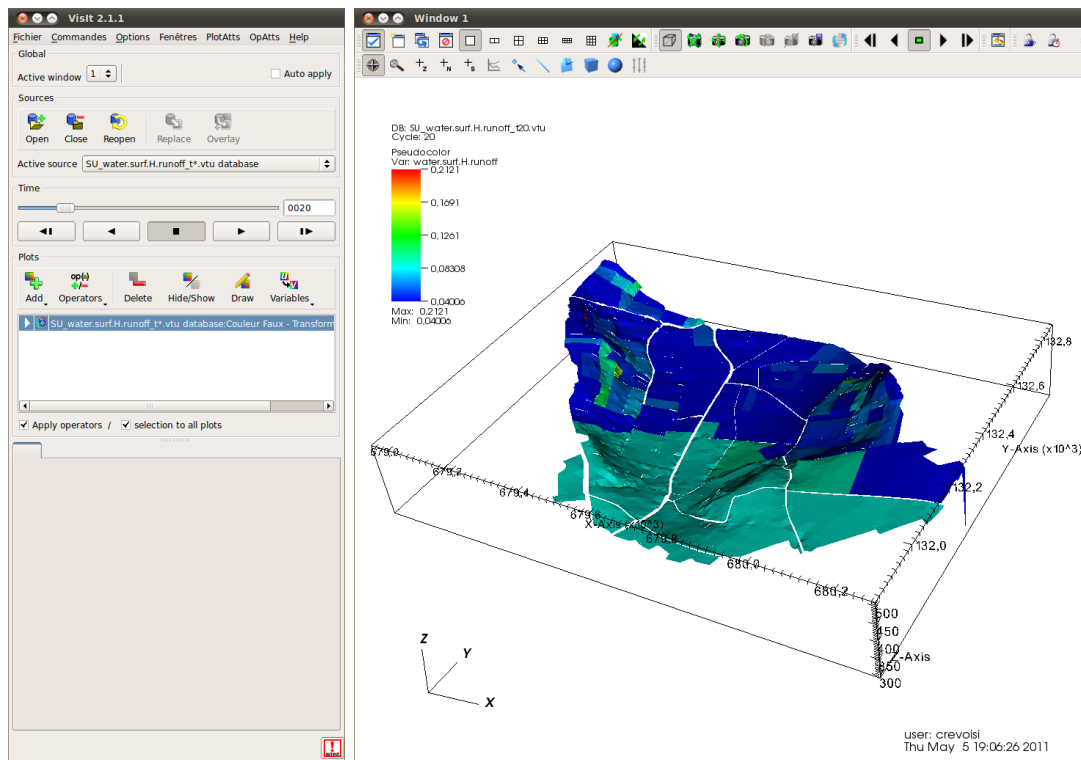 VisIt 2.1.1
Fichier Commandes Options Fenêtres PlotAtts OpAtts Help
Global
Active window 1 Auto apply
Sources
Open Close Reopen Replace Overlay
Active source SU_water.surf.H.runoff_t*.vtu database
Time
0020
Plots
op(▫)
Add Operators Delete Hide/Show Draw Variables
SU_water.surf.H.runoff_t*.vtu database:Couleur Faux - Transform
Apply operators / selection to all plots
Window 1
DB: SU_water.surf.H.runoff_t20.vtu
Cycle: 20
Pseudocolor
Var: water.surf.H.runoff
0,2121
0,1691
0,1261
0,08308
0,04006
Max: 0,2121
Min: 0,04006
132,8
132,6
132,4
Y-Axis (x10^3)
132,2
132,0
679,0
679,2
679,4
679,6
X-Axis (x10^3)
679,8
680,0
680,2
500
450
400
Z-Axis
350
300
Z
Y
X
user: crevoisi
Thu May 5 19:06:26 2011